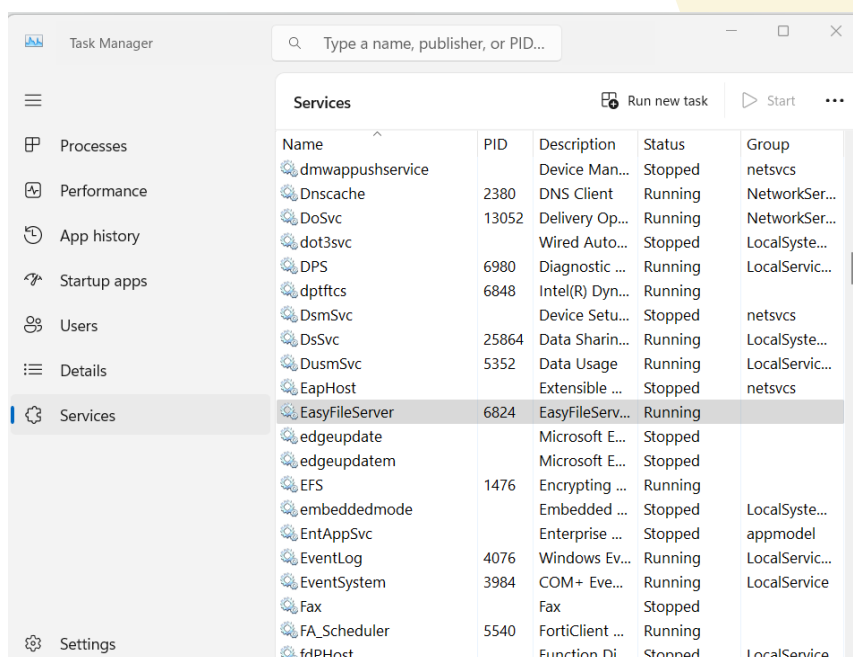 Task Manager
Type a name, publisher, or PID...
Services Run new task Start
Processes
Performance
App history
Startup apps
Users
Details
Services
Settings
Name PID Description Status Group
dmwappushservice Device Man... Stopped netsvcs
Dnscache 2380 DNS Client Running NetworkSer...
DoSvc 13052 Delivery Op... Running NetworkSer...
dot3svc Wired Auto... Stopped LocalSyste...
DPS 6980 Diagnostic ... Running LocalServic...
dptftcs 6848 Intel(R) Dyn... Running
DsmSvc Device Setu... Stopped netsvcs
DsSvc 25864 Data Sharin... Running LocalSyste...
DusmSvc 5352 Data Usage Running LocalServic...
EapHost Extensible ... Stopped netsvcs
EasyFileServer 6824 EasyFileServ... Running
edgeupdate Microsoft E... Stopped
edgeupdatem Microsoft E... Stopped
EFS 1476 Encrypting ... Running
embeddedmode Embedded ... Stopped LocalSyste...
EntAppSvc Enterprise ... Stopped appmodel
EventLog 4076 Windows Ev... Running LocalServic...
EventSystem 3984 COM+ Eve... Running LocalService
Fax Fax Stopped
FA_Scheduler 5540 FortiClient ... Running
fdPHost Function Di... Stopped LocalService